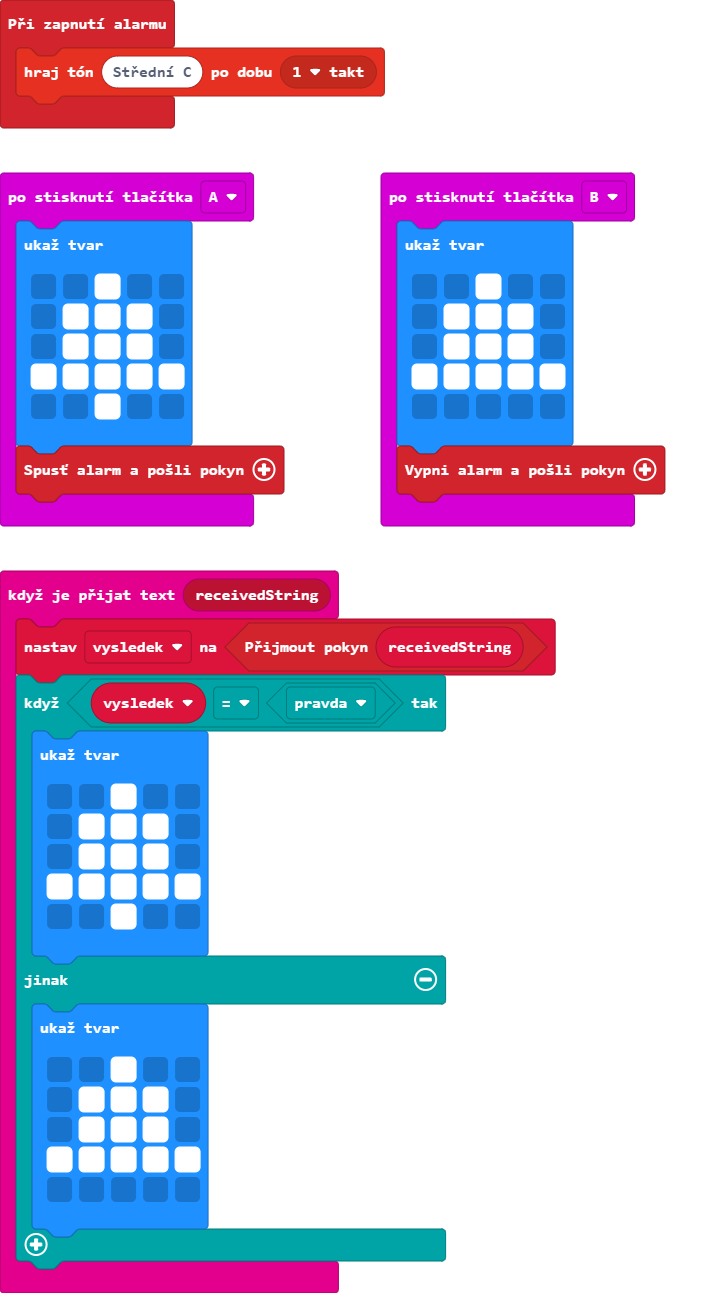 Při zapnutí alarmu
hraj tón Střední C po dobu 1 takt
po stisknutí tlačítka A
ukaž tvar
Spusť alarm a pošli pokyn
po stisknutí tlačítka B
ukaž tvar
Vypni alarm a pošli pokyn
když je přijat text receivedString
nastav vysledek na Přijmout pokyn receivedString
když vysledek = pravda tak
ukaž tvar
jinak
ukaž tvar